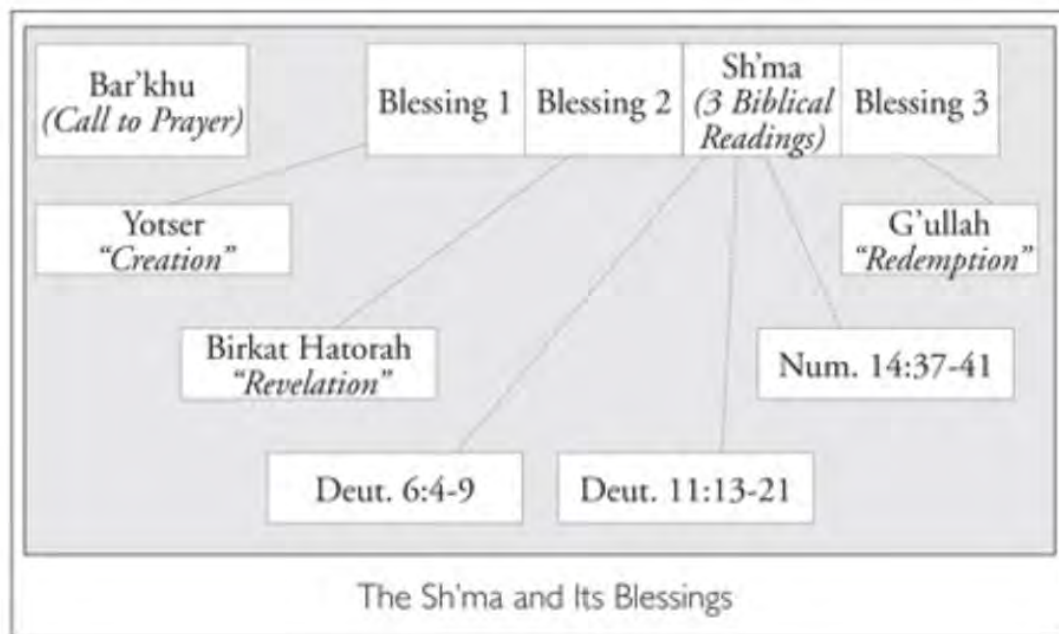 Bar'khu
(Call to Prayer)
Blessing 1
Blessing 2
Sh'ma
(3 Biblical
Readings)
Blessing 3
Yotser
"Creation"
G'ullah
"Redemption"
Birkat Hatorah
"Revelation"
Num. 14:37-41
Deut. 6:4-9
Deut. 11:13-21
The Sh'ma and Its Blessings